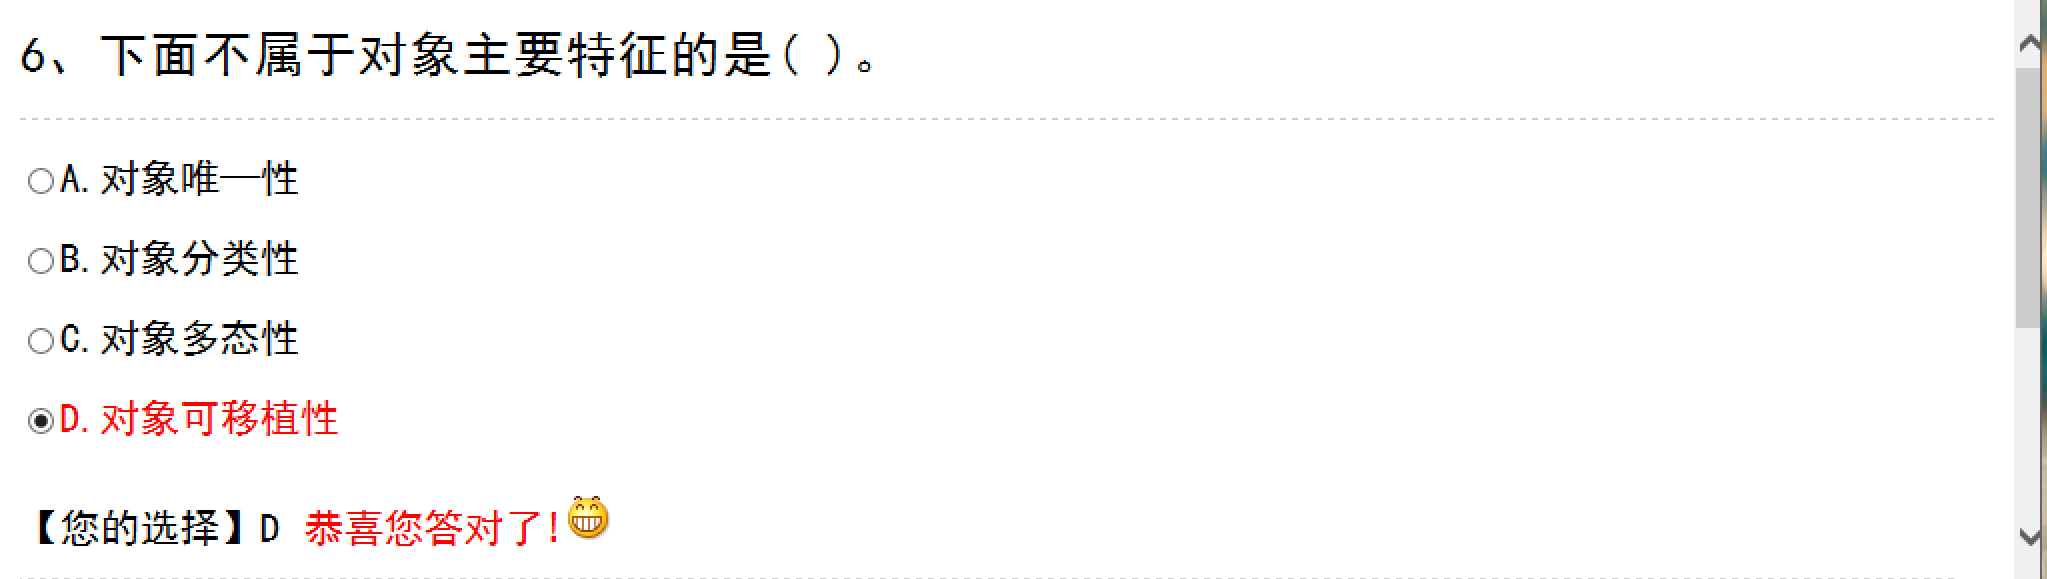 6、下面不属于对象主要特征的是( )。
A. 对象唯一性
B. 对象分类性
C. 对象多态性
D. 对象可移植性
【您的选择】D 恭喜您答对了!